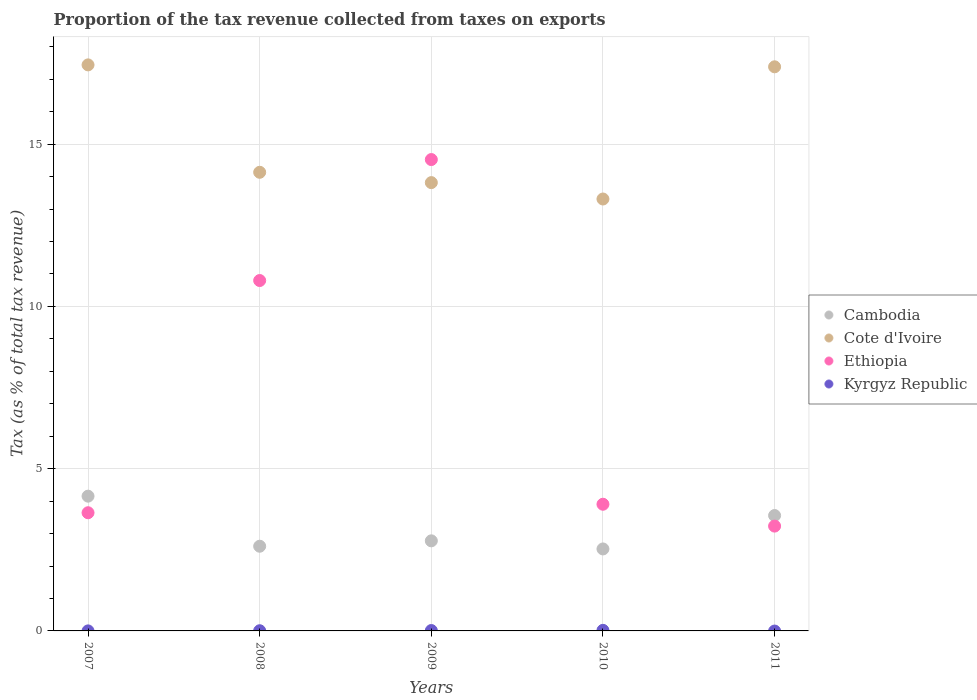 Proportion of the tax revenue collected from taxes on exports
Tax (as % of total tax revenue)
15
10
5
0
2007
2008
2009
2010
2011
Years
Cambodia
Cote d'Ivoire
Ethiopia
Kyrgyz Republic